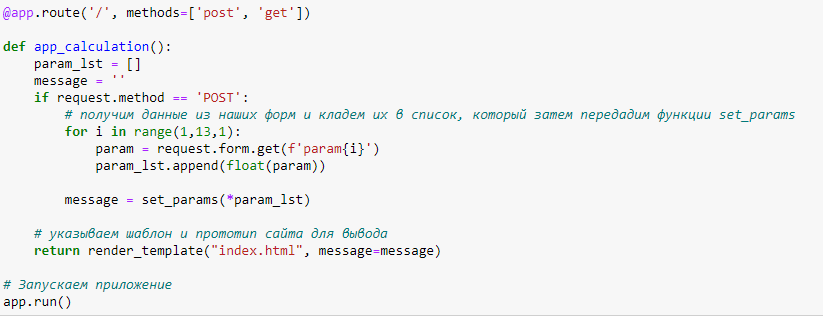 @app.route('/', methods=['post', 'get'])
def app_calculation():
    param_lst = []
    message = ''
    if request.method == 'POST':
        # получим данные из наших форм и кладем их в список, который затем передадим функции set_params
        for i in range(1,13,1):
            param = request.form.get(f'param{i}')
            param_lst.append(float(param))
        message = set_params(*param_lst)
    # указываем шаблон и прототип сайта для вывода
    return render_template("index.html", message=message)
# Запускаем приложение
app.run()